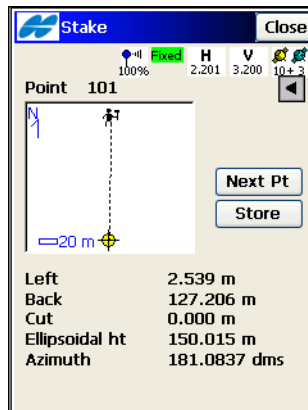 Stake Close
Fixed H V
100% 2.201 3.200 10+ 3
Point 101
N
20 m
Next Pt
Store
Left 2.539 m
Back 127.206 m
Cut 0.000 m
Ellipsoidal ht 150.015 m
Azimuth 181.0837 dms